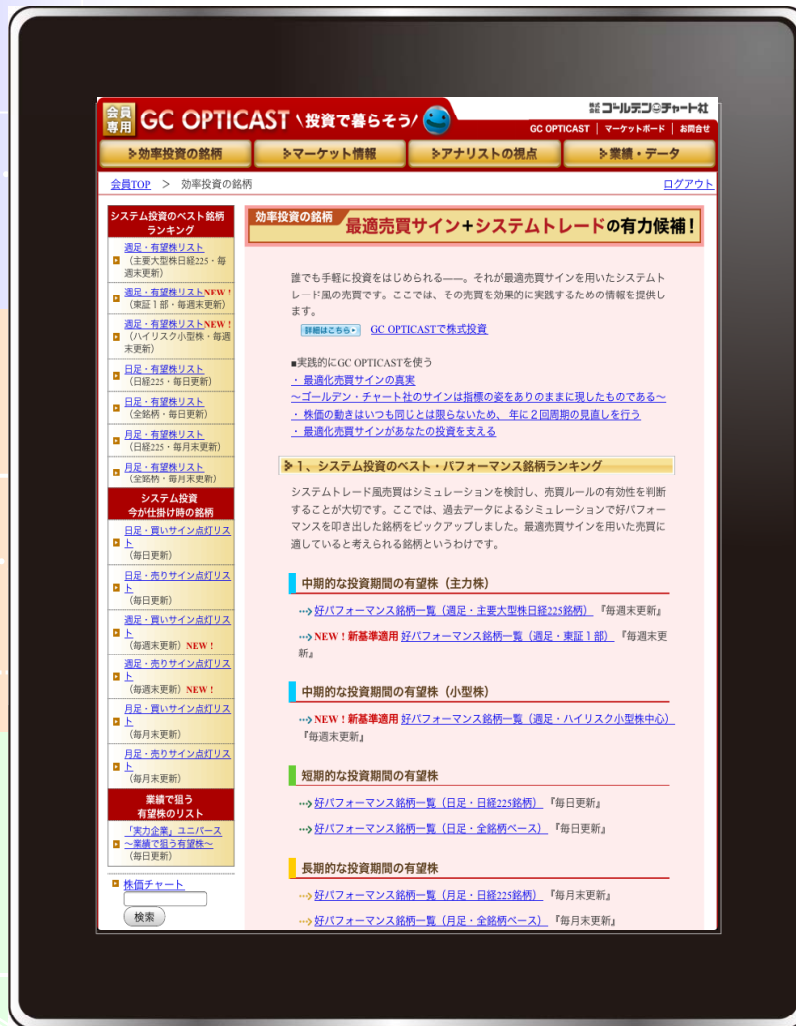 会員専用 GC OPTICAST \投資で暮らそう/
株式会社 ゴールデン・チャート社
GC OPTICAST | マーケットボード | お問合せ
効率投資の銘柄 マーケット情報 アナリストの視点 業績・データ
会員TOP > 効率投資の銘柄
ログアウト
システム投資のベスト銘柄
ランキング
週足・有望株リスト
(主要大型株日経225・毎
週末更新)
週足・有望株リストNEW!
(東証1部・毎週末更新)
週足・有望株リストNEW!
(ハイリスク小型株・毎週
末更新)
日足・有望株リスト
(日経225・毎日更新)
日足・有望株リスト
(全銘柄・毎日更新)
月足・有望株リスト
(日経225・毎月末更新)
月足・有望株リスト
(全銘柄・毎月末更新)
システム投資
今が仕掛け時の銘柄
日足・買いサイン点灯リス
ト
(毎日更新)
日足・売りサイン点灯リス
ト
(毎日更新)
週足・買いサイン点灯リス
ト
(毎週末更新) NEW!
週足・売りサイン点灯リス
ト
(毎週末更新) NEW!
月足・買いサイン点灯リス
ト
(毎月末更新)
月足・売りサイン点灯リス
ト
(毎月末更新)
業績で狙う
有望株のリスト
「実力企業」ユニバース
~業績で狙う有望株~
(毎日更新)
株価チャート
検索
効率投資の銘柄
最適売買サイン+システムトレードの有力候補!
誰でも手軽に投資をはじめられる――。それが最適売買サインを用いたシステムト
レード風の売買です。ここでは、その売買を効果的に実践するための情報を提供し
ます。
詳細はこちら GC OPTICASTで株式投資
■実践的にGC OPTICASTを使う
・ 最適化売買サインの真実
~ゴールデン・チャート社のサインは指標の姿をありのままに現したものである~
・ 株価の動きはいつも同じとは限らないため、 年に2回周期の見直しを行う
・ 最適化売買サインがあなたの投資を支える
1、システム投資のベスト・パフォーマンス銘柄ランキング
システムトレード風売買はシミュレーションを検討し、売買ルールの有効性を判断
することが大切です。ここでは、過去データによるシミュレーションで好パフォー
マンスを叩き出した銘柄をピックアップしました。最適売買サインを用いた売買に
適していると考えられる銘柄というわけです。
中期的な投資期間の有望株(主力株)
好パフォーマンス銘柄一覧(週足・主要大型株日経225銘柄) 『毎週末更新』
NEW!新基準適用 好パフォーマンス銘柄一覧(週足・東証1部) 『毎週末更
新』
中期的な投資期間の有望株(小型株)
NEW!新基準適用 好パフォーマンス銘柄一覧(週足・ハイリスク小型株中心)
『毎週末更新』
短期的な投資期間の有望株
好パフォーマンス銘柄一覧(日足・日経225銘柄) 『毎日更新』
好パフォーマンス銘柄一覧(日足・全銘柄ベース) 『毎日更新』
長期的な投資期間の有望株
好パフォーマンス銘柄一覧(月足・日経225銘柄) 『毎月末更新』
好パフォーマンス銘柄一覧(月足・全銘柄ベース) 『毎月末更新』